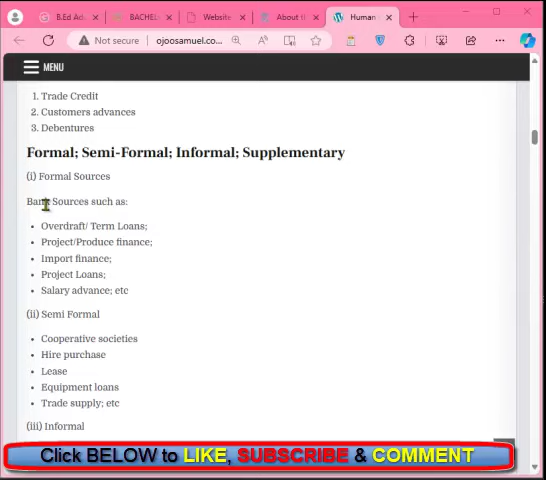 B.Ed Adv
BACHEL
Website
About t
Human
Not secure
ojoosamuel.co...
MENU
1. Trade Credit
2. Customers advances
3. Debentures
Formal; Semi-Formal; Informal; Supplementary
(i) Formal Sources
Bank Sources such as:
• Overdraft/ Term Loans;
• Project/Produce finance;
• Import finance;
• Project Loans;
• Salary advance; etc
(ii) Semi Formal
• Cooperative societies
• Hire purchase
• Lease
• Equipment loans
• Trade supply; etc
(iii) Informal
Click BELOW to LIKE, SUBSCRIBE & COMMENT